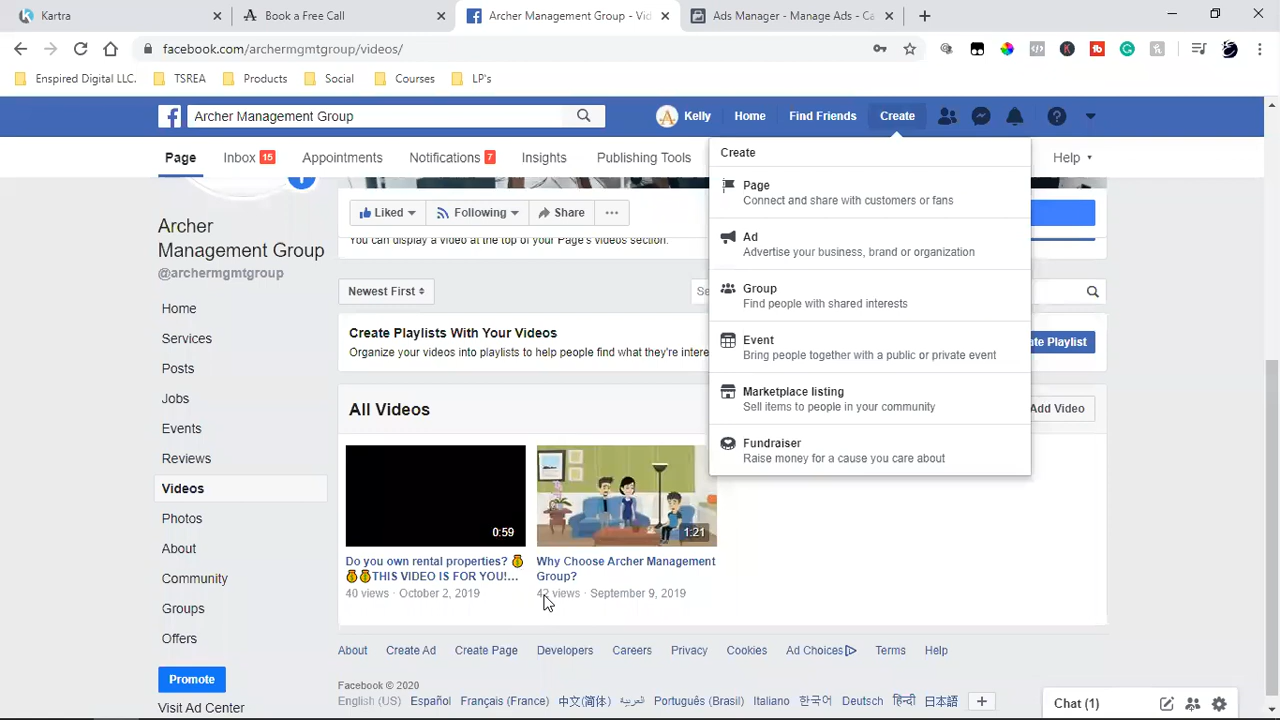 Kartra
Book a Free Call
Archer Management Group - Vid
Ads Manager - Manage Ads - Ca
facebook.com/archermgmtgroup/videos/
Enspired Digital LLC.
TSREA
Products
Social
Courses
LP's
Archer Management Group
Kelly
Home
Find Friends
Create
Page
Inbox 15
Appointments
Notifications 7
Insights
Publishing Tools
Help
Create
Page
Connect and share with customers or fans
Ad
Advertise your business, brand or organization
Group
Find people with shared interests
Event
Bring people together with a public or private event
Marketplace listing
Sell items to people in your community
Fundraiser
Raise money for a cause you care about
Archer
Management Group
@archermgmtgroup
Home
Services
Posts
Jobs
Events
Reviews
Videos
Photos
About
Community
Groups
Offers
Promote
Visit Ad Center
Liked
Following
Share
You can display a video at the top of your Page's videos section.
Newest First
Se
Create Playlists With Your Videos
Organize your videos into playlists to help people find what they're intere
ate Playlist
All Videos
Add Video
0:59
1:21
Do you own rental properties? 💰
💰💰THIS VIDEO IS FOR YOU!...
40 views · October 2, 2019
Why Choose Archer Management
Group?
42 views · September 9, 2019
About
Create Ad
Create Page
Developers
Careers
Privacy
Cookies
Ad Choices
Terms
Help
Facebook © 2020
English (US)
Español
Français (France)
中文(简体)
العربية
Português (Brasil)
Italiano
한국어
Deutsch
हिन्दी
日本語
Chat (1)